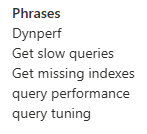 Phrases
Dynperf
Get slow queries
Get missing indexes
query performance
query tuning